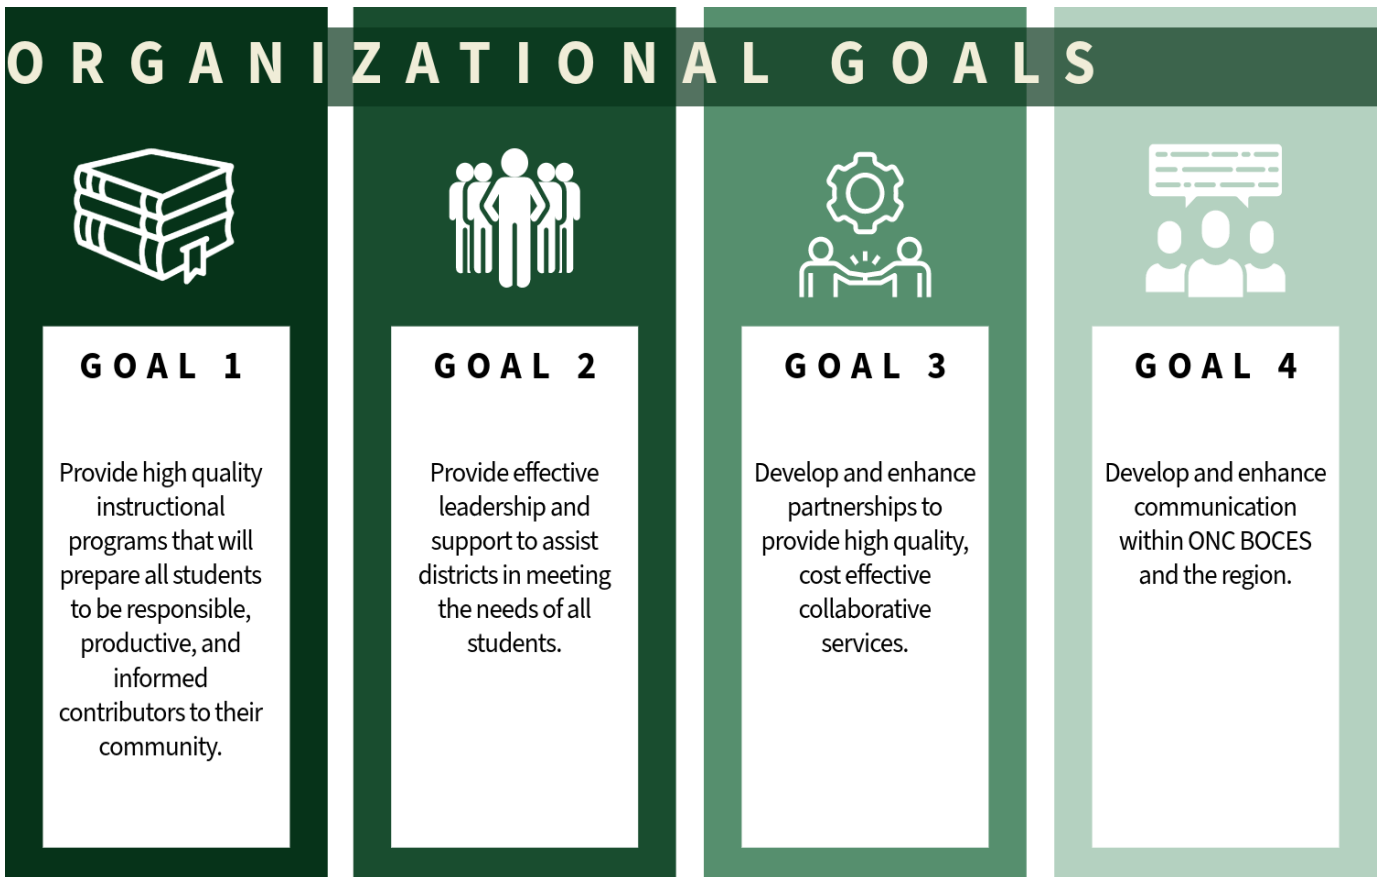 ORGANIZATIONAL GOALS
GOAL 1
Provide high quality
instructional
programs that will
prepare all students
to be responsible,
productive, and
informed
contributors to their
community.
GOAL 2
Provide effective
leadership and
support to assist
districts in meeting
the needs of all
students.
GOAL 3
Develop and enhance
partnerships to
provide high quality,
cost effective
collaborative
services.
GOAL 4
Develop and enhance
communication
within ONC BOCES
and the region.